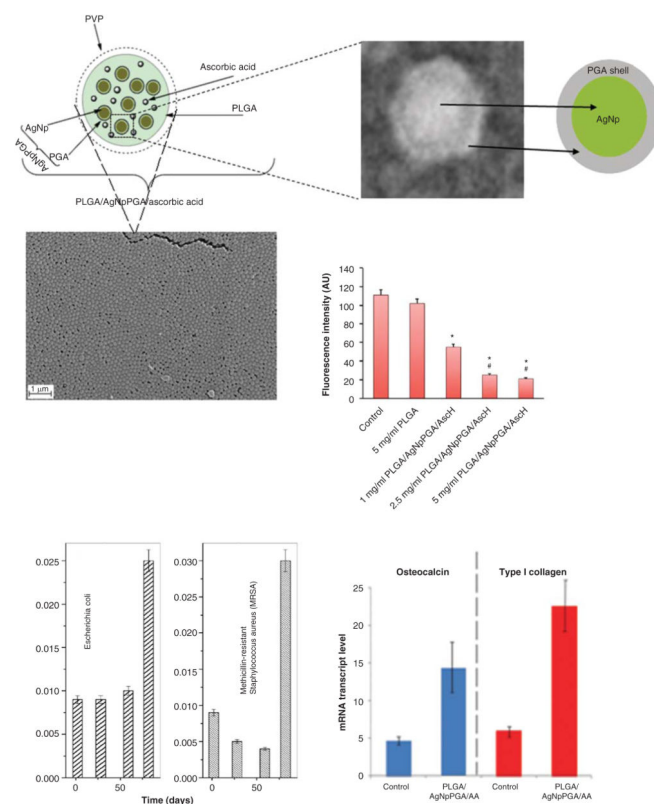 PVP
Ascorbic acid
PLGA
AgNp
PGA
AgNpPGA
PLGA/AgNpPGA/ascorbic acid
PGA shell
AgNp
1 μm
Fluorescence intensity (AU)
140
120
100
80
60
40
20
0
*
*
#
*
#
Control
5 mg/ml PLGA
1 mg/ml PLGA/AgNpPGA/AscH
2.5 mg/ml PLGA/AgNpPGA/AscH
5 mg/ml PLGA/AgNpPGA/AscH
0.025
0.020
0.015
0.010
0.005
0.000
Escherichia coli
0
50
0.030
0.025
0.020
0.015
0.010
0.005
0.000
Methicillin-resistant
Staphylococcus aureus (MRSA)
0
50
Time (days)
mRNA transcript level
25
20
15
10
5
0
Osteocalcin
Type I collagen
Control
PLGA/
AgNpPGA/AA
Control
PLGA/
AgNpPGA/AA